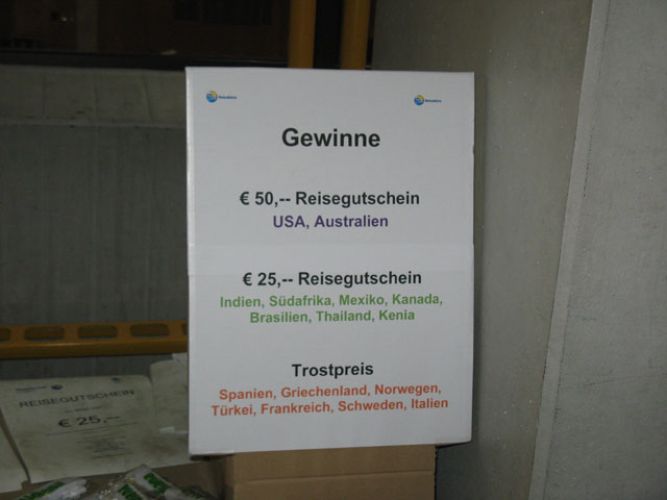 Gewinne
€ 50,-- Reisegutschein
USA, Australien
€ 25,-- Reisegutschein
Indien, Südafrika, Mexiko, Kanada,
Brasilien, Thailand, Kenia
Trostpreis
Spanien, Griechenland, Norwegen,
Türkei, Frankreich, Schweden, Italien
REISEGUTSCHEIN
€ 25,--